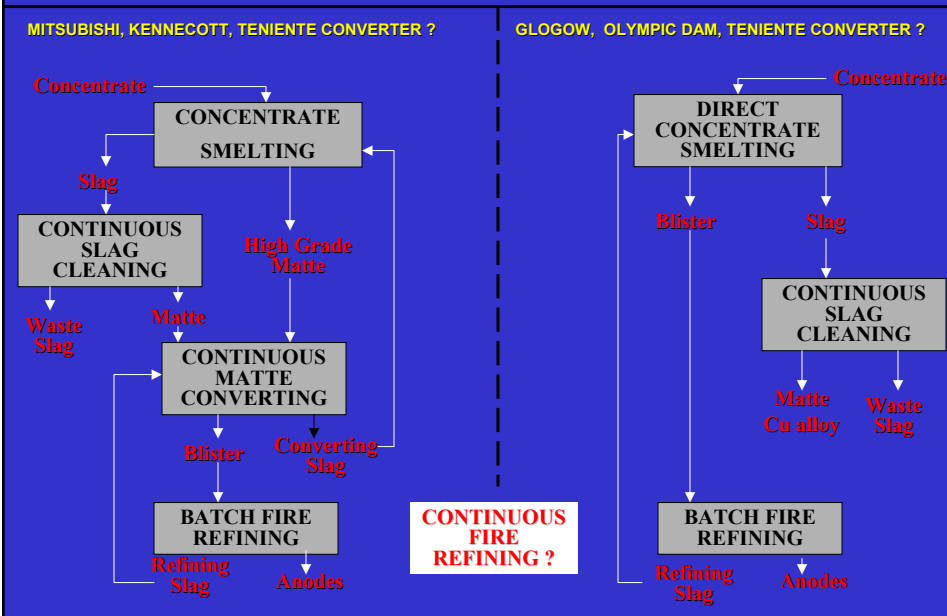 MITSUBISHI, KENNECOTT, TENIENTE CONVERTER ?
Concentrate
CONCENTRATE
SMELTING
Slag
CONTINUOUS
SLAG
CLEANING
High Grade
Matte
Waste
Slag
Matte
CONTINUOUS
MATTE
CONVERTING
Blister
Converting
Slag
BATCH FIRE
REFINING
Refining
Slag
Anodes
CONTINUOUS
FIRE
REFINING ?
GLOGOW, OLYMPIC DAM, TENIENTE CONVERTER ?
Concentrate
DIRECT
CONCENTRATE
SMELTING
Blister
Slag
CONTINUOUS
SLAG
CLEANING
Matte
Cu alloy
Waste
Slag
BATCH FIRE
REFINING
Refining
Slag
Anodes